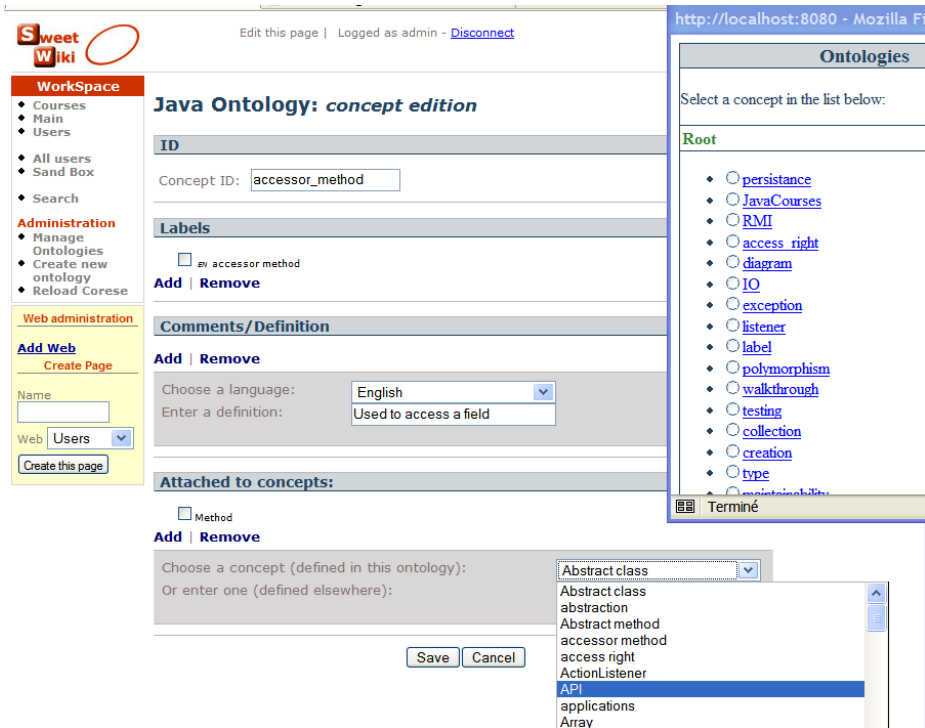 Sweet
Wiki
Edit this page | Logged as admin - Disconnect
WorkSpace
Courses
Main
Users
All users
Sand Box
Search
Administration
Manage
Ontologies
Create new
ontology
Reload Corese
Web administration
Add Web
Create Page
Name
Web Users
Create this page
Java Ontology: concept edition
ID
Concept ID: accessor_method
Labels
EN accessor method
Add | Remove
Comments/Definition
Add | Remove
Choose a language: English
Enter a definition: Used to access a field
Attached to concepts:
Method
Add | Remove
Choose a concept (defined in this ontology): Abstract class
Or enter one (defined elsewhere):
Abstract class
abstraction
Abstract method
accessor method
access right
ActionListener
API
applications
Array
Save Cancel
http://localhost:8080 - Mozilla Fi
Ontologies
Select a concept in the list below:
Root
persistance
JavaCourses
RMI
access_right
diagram
IO
exception
listener
label
polymorphism
walkthrough
testing
collection
creation
type
maintainability
Terminé